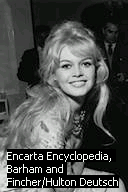 Encarta Encyclopedia,
Barham and
Fincher/Hulton Deutsch